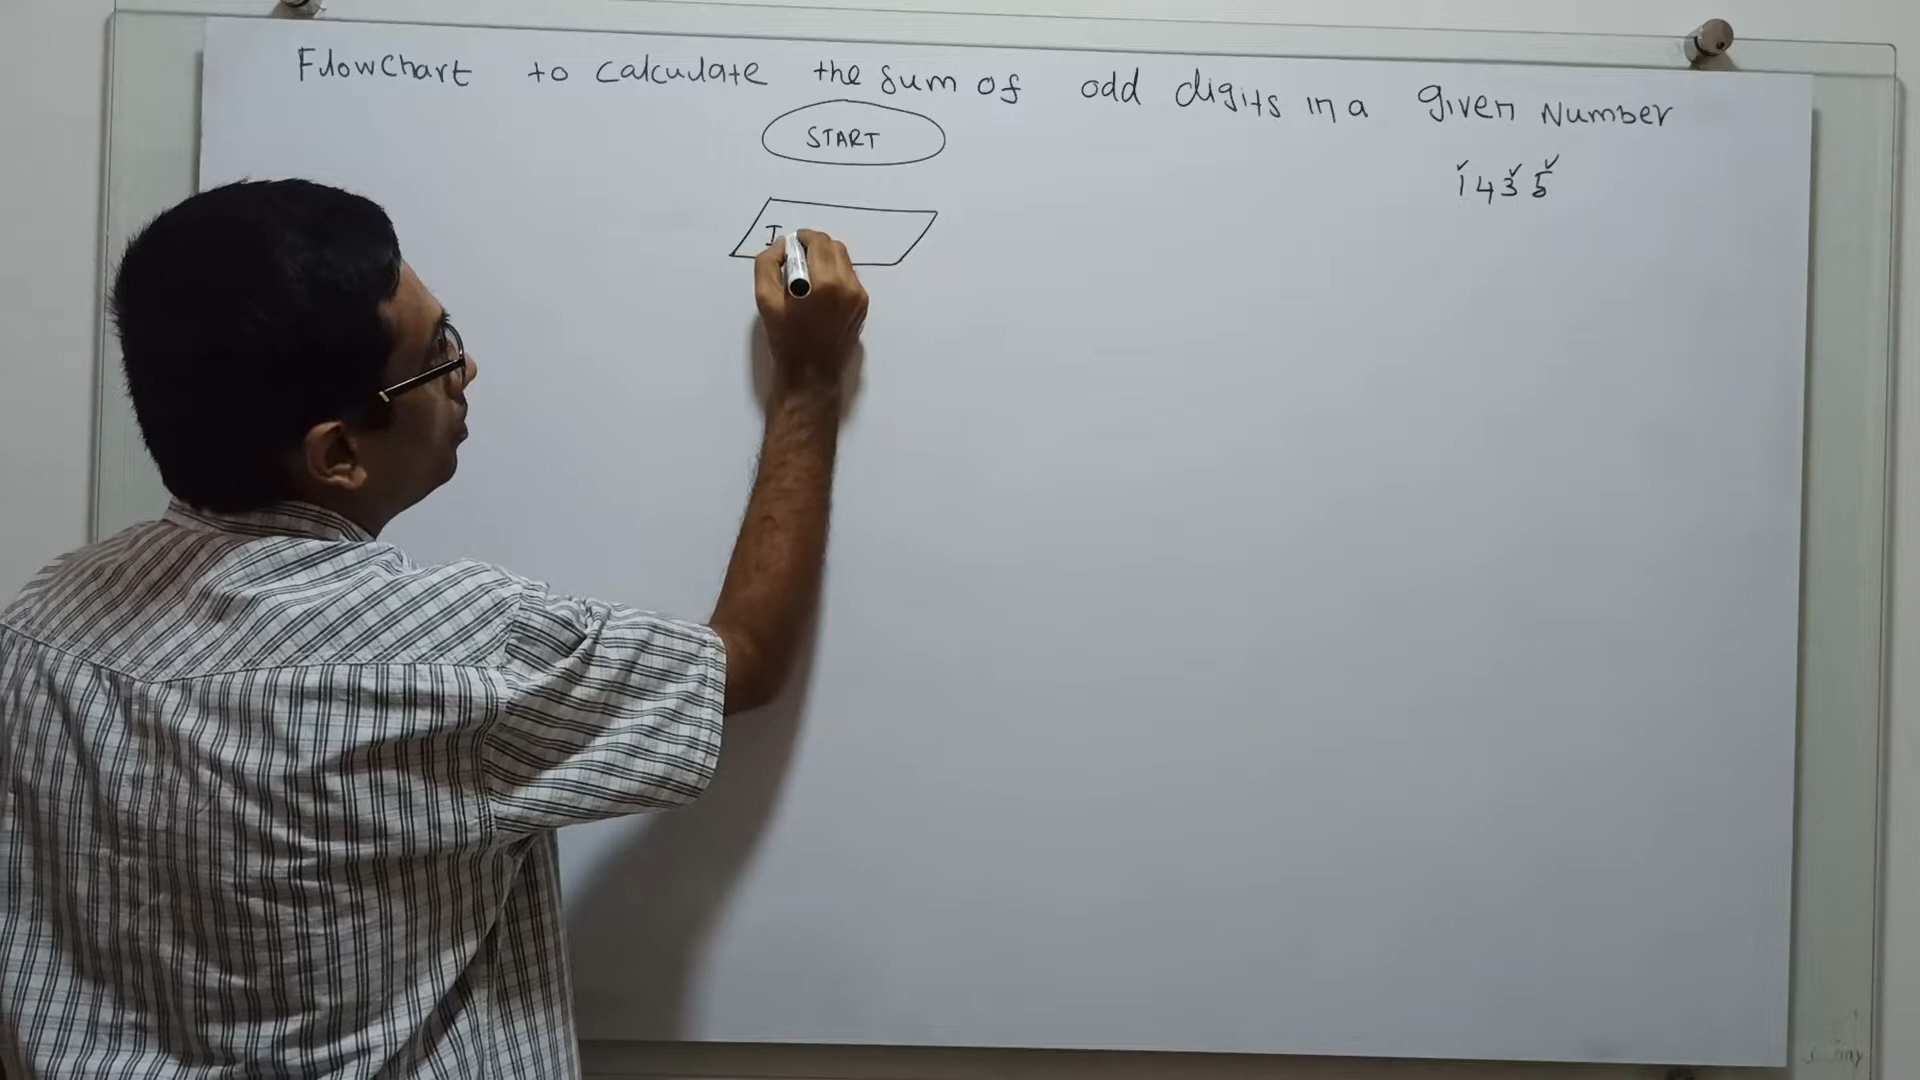 Flowchart to calculate the sum of odd digits in a given Number
START
1435
I